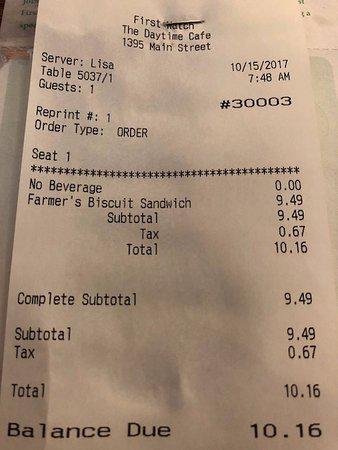 First Watch
The Daytime Cafe
1395 Main Street
Server: Lisa 10/15/2017
Table 5037/1 7:48 AM
Guests: 1
#30003
Reprint #: 1
Order Type: ORDER
Seat 1
****************************************
No Beverage 0.00
Farmer's Biscuit Sandwich 9.49
Subtotal 9.49
Tax 0.67
Total 10.16
Complete Subtotal 9.49
Subtotal 9.49
Tax 0.67
Total 10.16
Balance Due 10.16